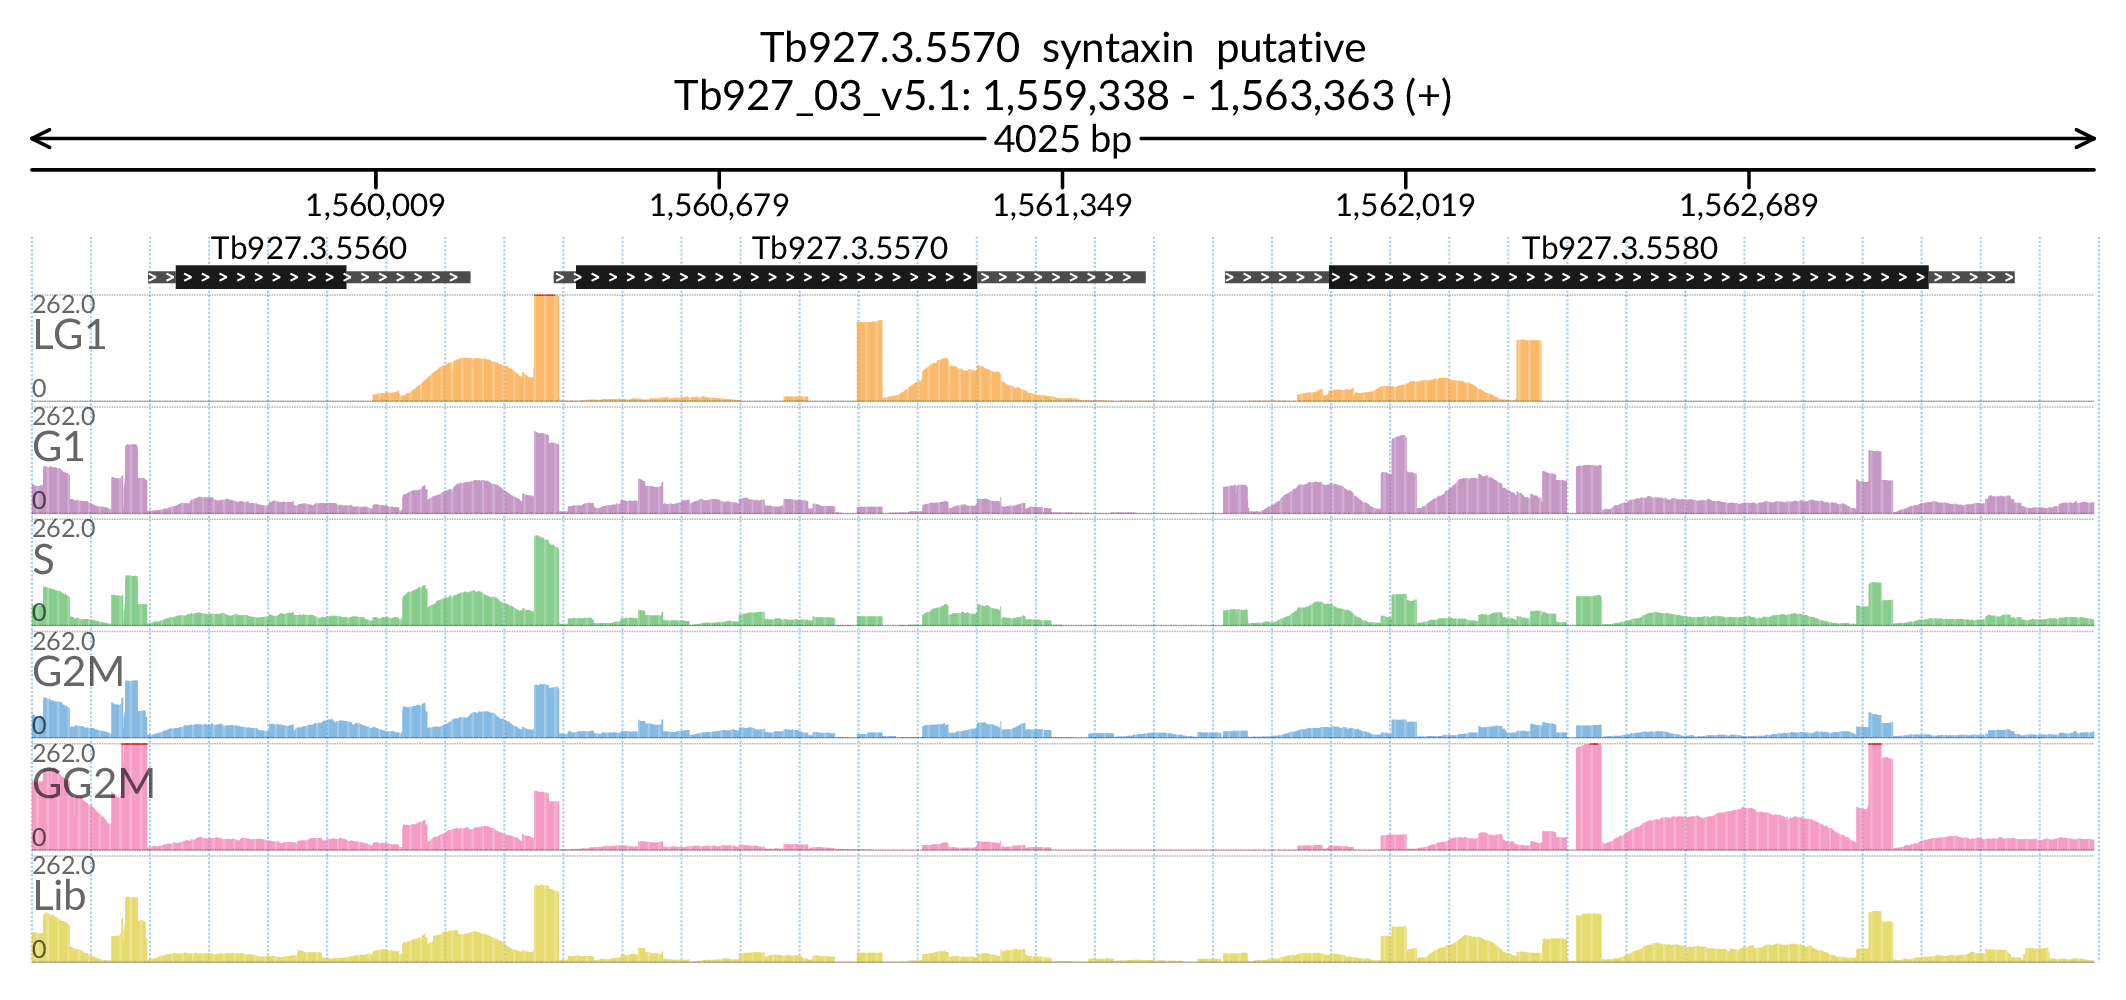 Tb927.3.5570 syntaxin putative
Tb927_03_v5.1: 1,559,338 - 1,563,363 (+)
4025 bp
1,560,009 1,560,679 1,561,349 1,562,019 1,562,689
Tb927.3.5560 Tb927.3.5570 Tb927.3.5580
262.0
LG1
0
262.0
G1
0
262.0
S
0
262.0
G2M
0
262.0
GG2M
0
262.0
Lib
0